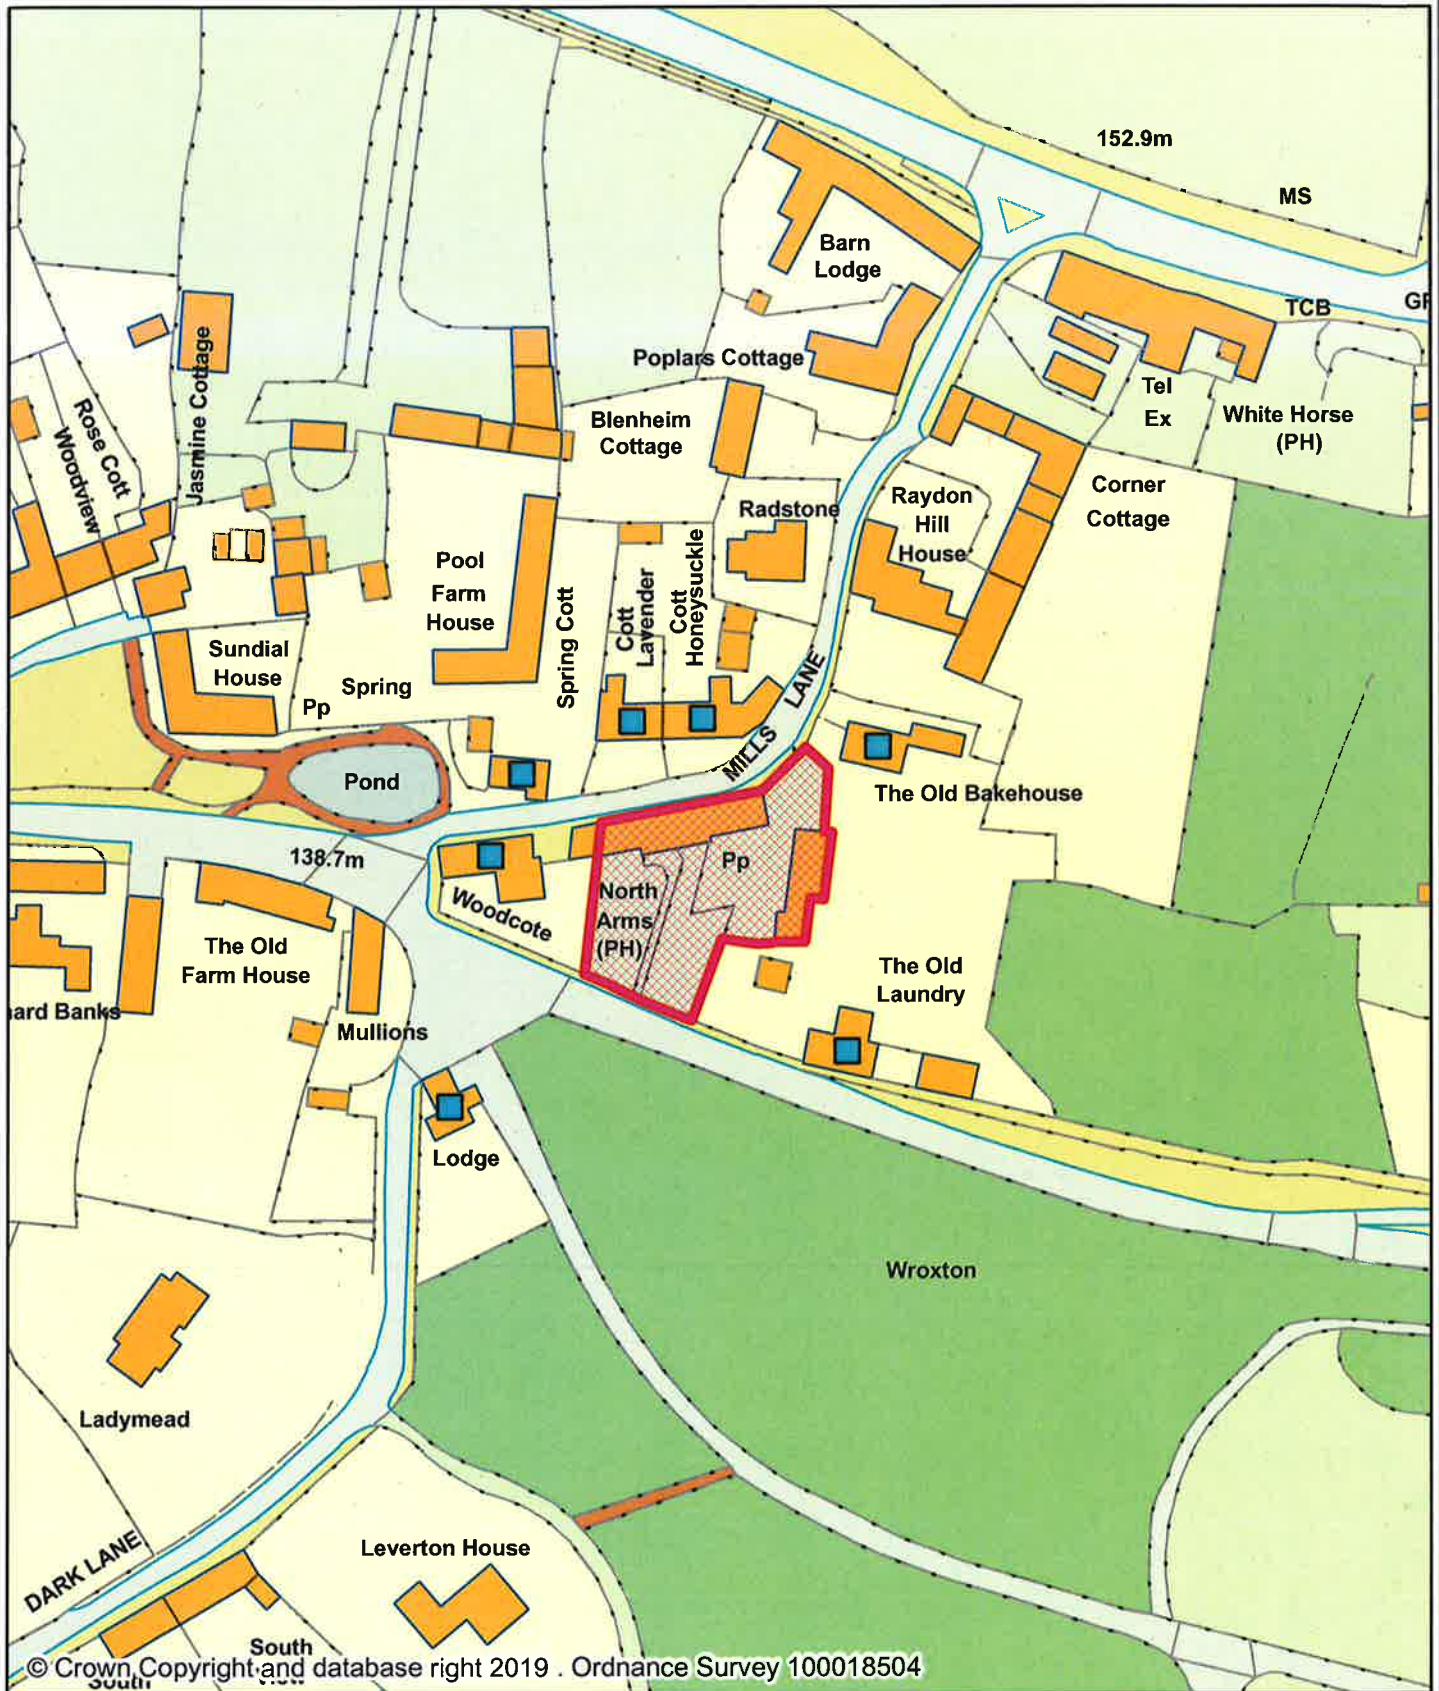 152.9m
MS
Barn
Lodge
TCB
Poplars Cottage
Tel
Ex
White Horse
(PH)
Jasmine Cottage
Rose Cott
Woodview
Blenheim
Cottage
Corner
Cottage
Raydon
Hill
House
Radstone
Pool
Farm
House
Spring Cott
Cott
Lavender
Cott
Honeysuckle
Sundial
House
Spring
Pp
MILLS LANE
Pond
The Old Bakehouse
138.7m
Pp
North
Arms
(PH)
Woodcote
The Old
Farm House
The Old
Laundry
ard Banks
Mullions
Lodge
Wroxton
Ladymead
DARK LANE
Leverton House
South
© Crown Copyright and database right 2019 . Ordnance Survey 100018504
South